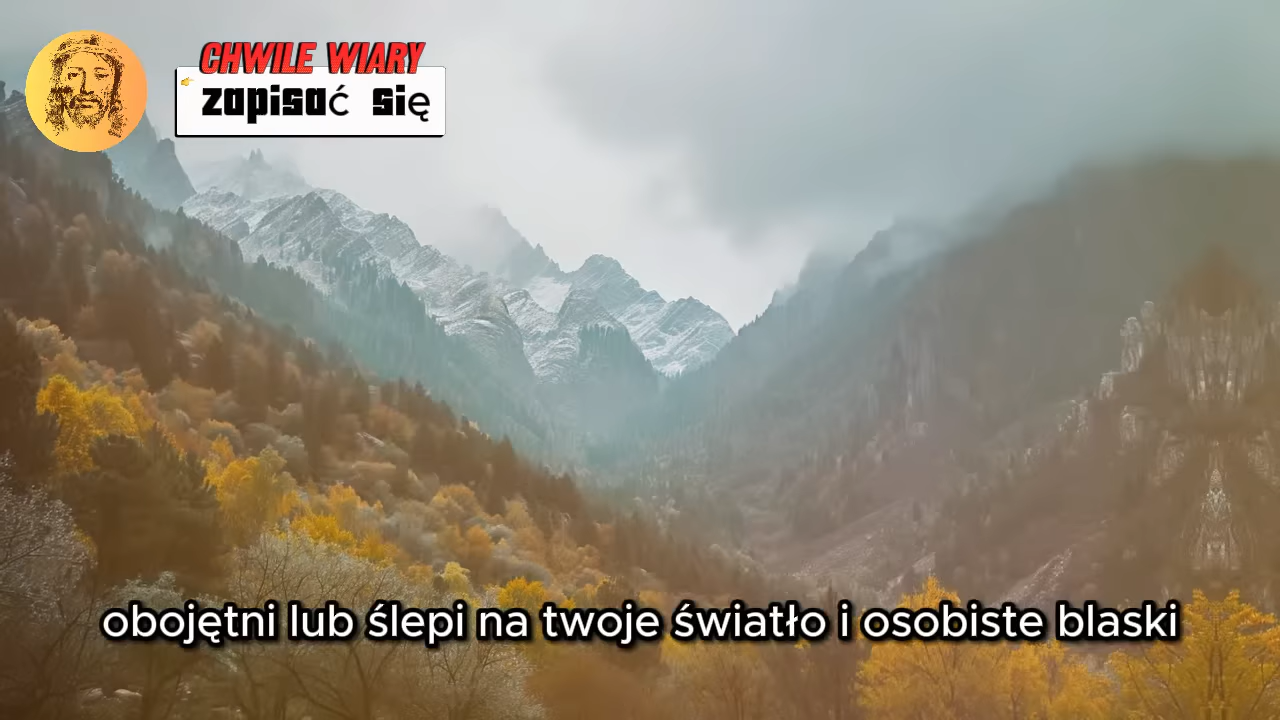 CHWILE WIARY
zapisać się
obojętni lub ślepi na twoje światło i osobiste blaski